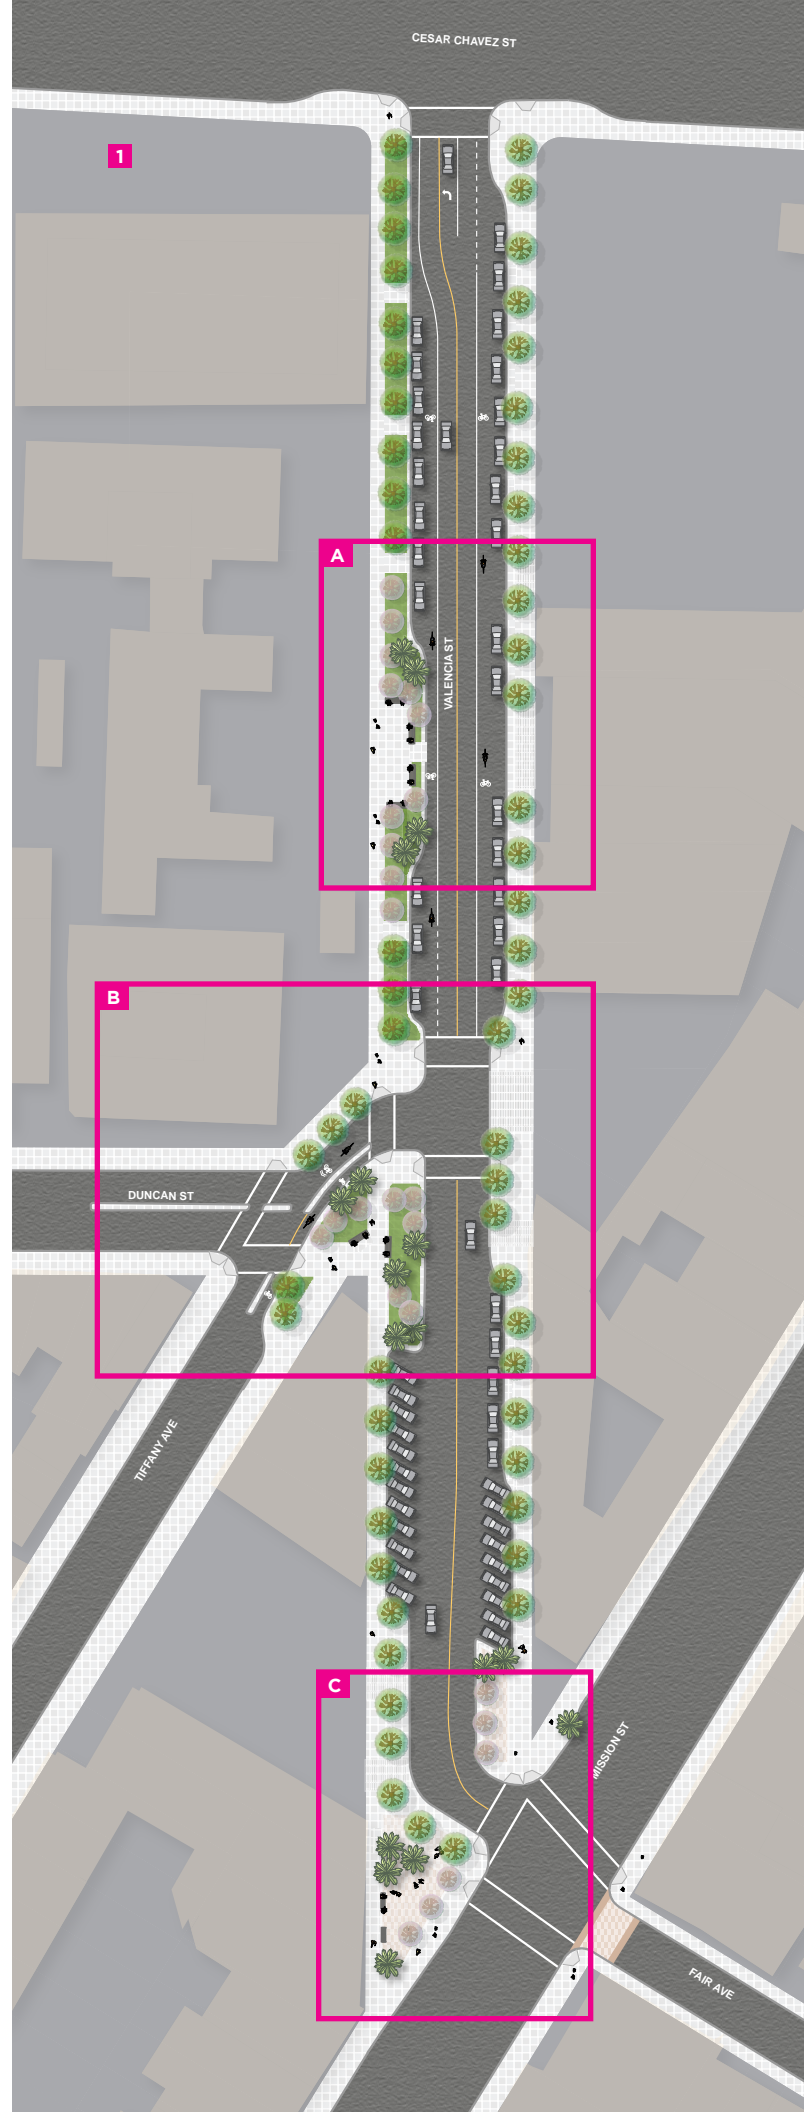 CESAR CHAVEZ ST
1
A
VALENCIA ST
B
DUNCAN ST
TIFFANY AVE
C
MISSION ST
FAIR AVE